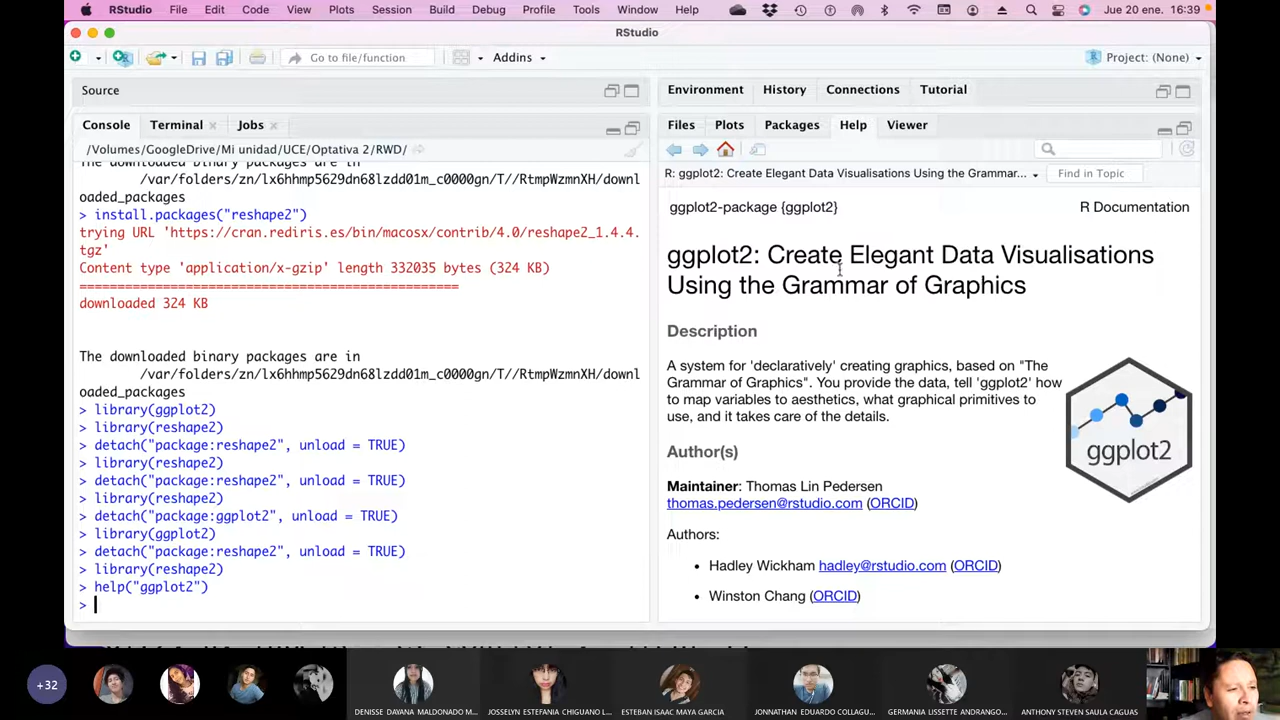 RStudio File Edit Code View Plots Session Build Debug Profile Tools Window Help Jue 20 ene. 16:39
RStudio
Go to file/function Addins Project: (None)
Source
Console Terminal Jobs
/Volumes/GoogleDrive/Mi unidad/UCE/Optativa 2/RWD/
The downloaded binary packages are in
/var/folders/zn/lx6hhmp5629dn68lzdd01m_c0000gn/T//RtmpWzmnXH/downl
oaded_packages
> install.packages("reshape2")
trying URL 'https://cran.rediris.es/bin/macosx/contrib/4.0/reshape2_1.4.4.
tgz'
Content type 'application/x-gzip' length 332035 bytes (324 KB)
==================================================
downloaded 324 KB
The downloaded binary packages are in
/var/folders/zn/lx6hhmp5629dn68lzdd01m_c0000gn/T//RtmpWzmnXH/downl
oaded_packages
> library(ggplot2)
> library(reshape2)
> detach("package:reshape2", unload = TRUE)
> library(reshape2)
> detach("package:reshape2", unload = TRUE)
> library(reshape2)
> detach("package:ggplot2", unload = TRUE)
> library(ggplot2)
> detach("package:reshape2", unload = TRUE)
> library(reshape2)
> help("ggplot2")
>
Environment History Connections Tutorial
Files Plots Packages Help Viewer
R: ggplot2: Create Elegant Data Visualisations Using the Grammar... Find in Topic
ggplot2-package {ggplot2} R Documentation
ggplot2: Create Elegant Data Visualisations
Using the Grammar of Graphics
Description
A system for 'declaratively' creating graphics, based on "The
Grammar of Graphics". You provide the data, tell 'ggplot2' how
to map variables to aesthetics, what graphical primitives to
use, and it takes care of the details.
ggplot2
Author(s)
Maintainer: Thomas Lin Pedersen
thomas.pedersen@rstudio.com (ORCID)
Authors:
• Hadley Wickham hadley@rstudio.com (ORCID)
• Winston Chang (ORCID)
+32
DENISSE DAYANA MALDONADO M... JOSSELYN ESTEFANIA CHIGUANO L... ESTEBAN ISAAC MAYA GARCIA JONNATHAN EDUARDO COLLAGU... GERMANIA LISSETTE ANDRANGO... ANTHONY STEVEN SAULA CAGUAS